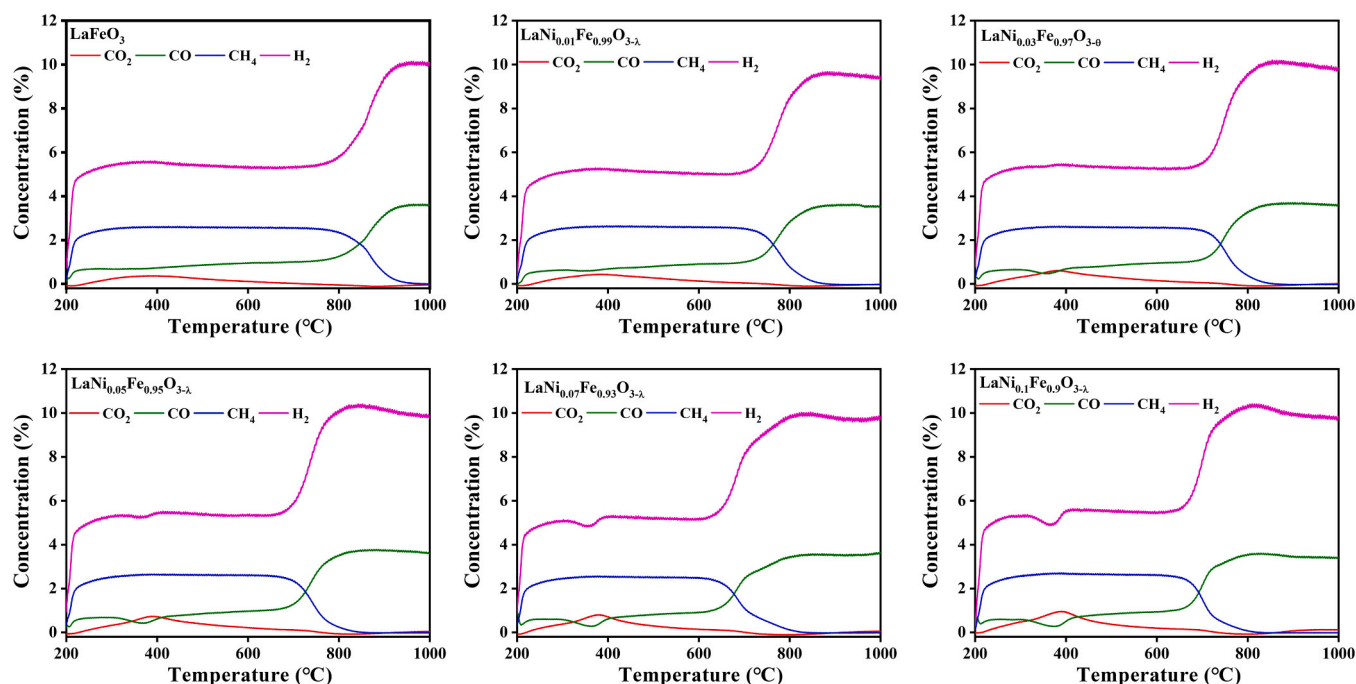 LaFeO₃
CO₂ CO CH₄ H₂
12
10
8
6
4
2
0
Concentration (%)
200 400 600 800 1000
Temperature (°C)
LaNi₀.₀₁Fe₀.₉₉O₃₋λ
CO₂ CO CH₄ H₂
12
10
8
6
4
2
0
Concentration (%)
200 400 600 800 1000
Temperature (°C)
LaNi₀.₀₃Fe₀.₉₇O₃₋θ
CO₂ CO CH₄ H₂
12
10
8
6
4
2
0
Concentration (%)
200 400 600 800 1000
Temperature (°C)
LaNi₀.₀₅Fe₀.₉₅O₃₋λ
CO₂ CO CH₄ H₂
12
10
8
6
4
2
0
Concentration (%)
200 400 600 800 1000
Temperature (°C)
LaNi₀.₀₇Fe₀.₉₃O₃₋λ
CO₂ CO CH₄ H₂
12
10
8
6
4
2
0
Concentration (%)
200 400 600 800 1000
Temperature (°C)
LaNi₀.₁Fe₀.₉O₃₋λ
CO₂ CO CH₄ H₂
12
10
8
6
4
2
0
Concentration (%)
200 400 600 800 1000
Temperature (°C)